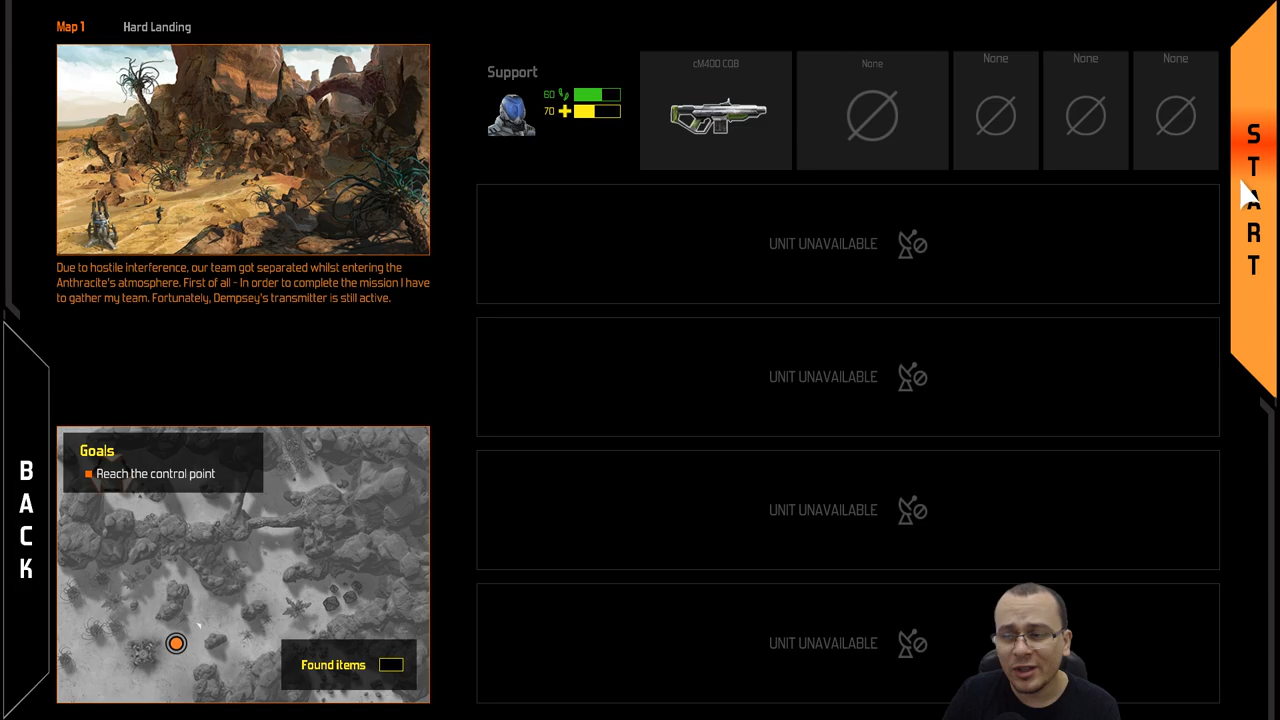 Map 1 Hard Landing
Due to hostile interference, our team got separated whilst entering the
Anthracite's atmosphere. First of all - In order to complete the mission I have
to gather my team. Fortunately, Dempsey's transmitter is still active.
Goals
Reach the control point
Found items
BACK
Support
60
70
cM400 CQB
None
None
None
None
UNIT UNAVAILABLE
UNIT UNAVAILABLE
UNIT UNAVAILABLE
UNIT UNAVAILABLE
START